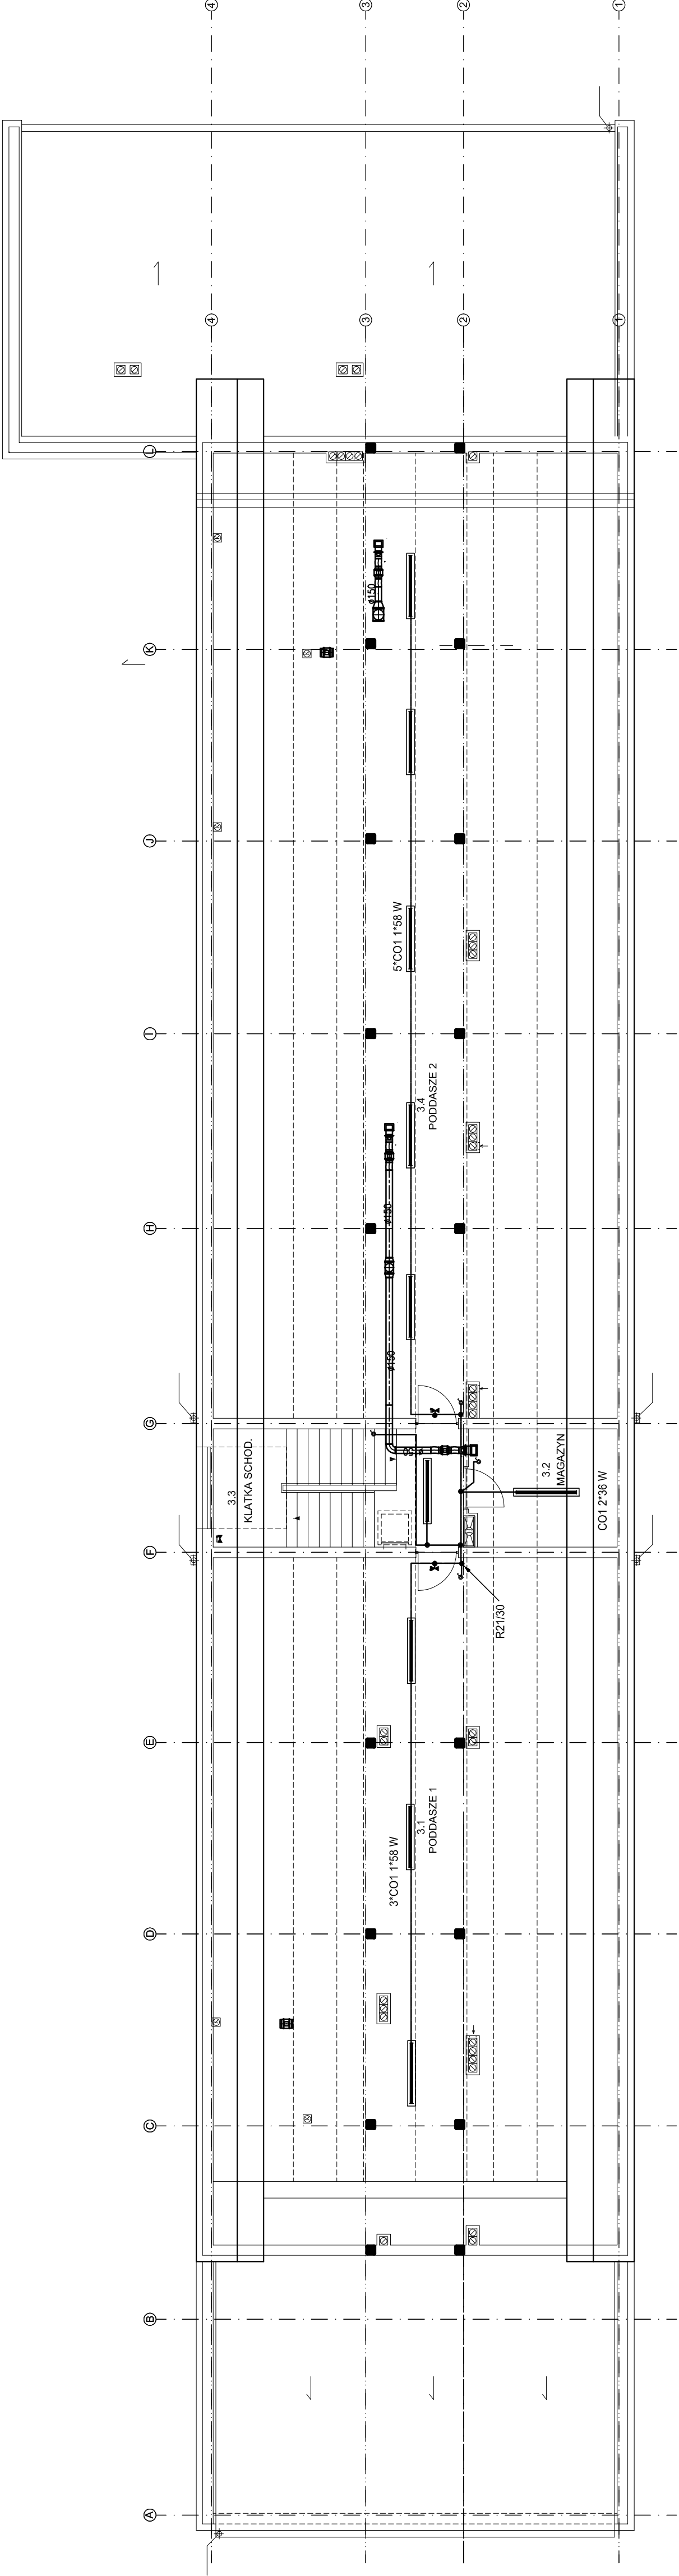 4
3
2
1
4
3
2
1
L
K
J
I
H
G
F
E
D
C
B
A
ø150
5*CO1 1*58 W
3.4
PODDASZE 2
ø150
ø150
3.3
KLATKA SCHOD.
3.2
MAGAZYN
CO1 2*36 W
R21/30
3.1
PODDASZE 1
3*CO1 1*58 W